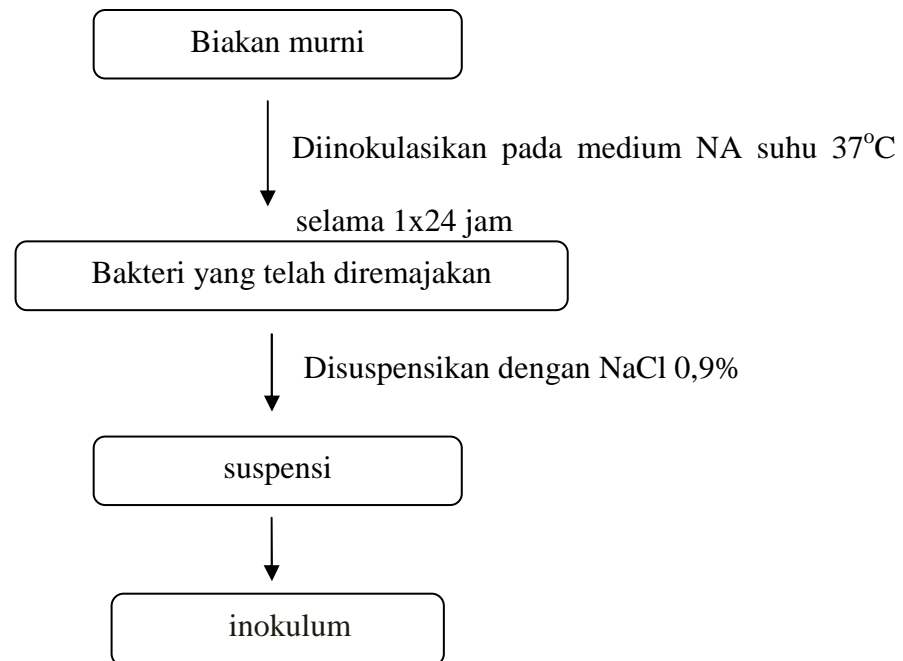 Biakan murni
Diinokulasikan pada medium NA suhu 37°C
selama 1x24 jam
Bakteri yang telah diremajakan
Disuspensikan dengan NaCl 0,9%
suspensi
inokulum